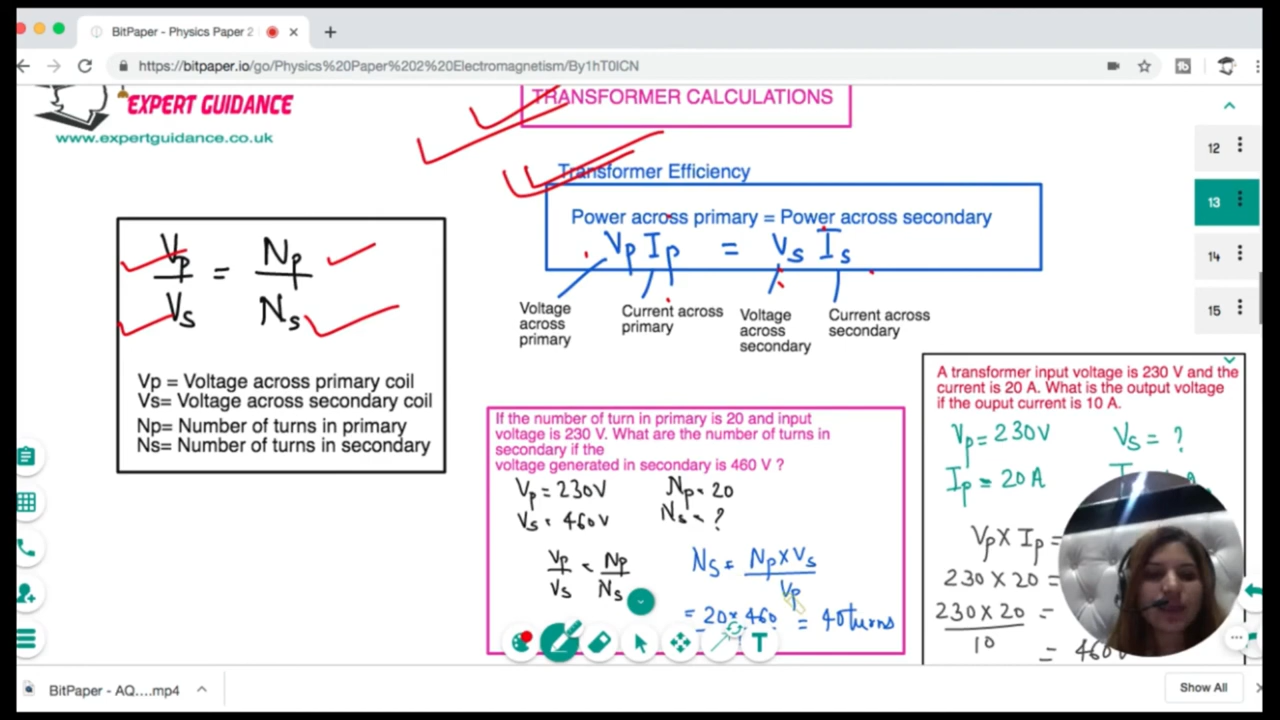 BitPaper - Physics Paper 2
https://bitpaper.io/go/Physics%20Paper%202%20Electromagnetism/By1hT0ICN
EXPERT GUIDANCE
www.expertguidance.co.uk
TRANSFORMER CALCULATIONS
Transformer Efficiency
Power across primary = Power across secondary
Vp Ip = Vs Is
Voltage across primary
Current across primary
Voltage across secondary
Current across secondary
Vp/Vs = Np/Ns
Vp = Voltage across primary coil
Vs= Voltage across secondary coil
Np= Number of turns in primary
Ns= Number of turns in secondary
If the number of turn in primary is 20 and input
voltage is 230 V. What are the number of turns in
secondary if the
voltage generated in secondary is 460 V ?
Vp = 230V Np = 20
Vs = 460V Ns = ?
Vp/Vs = Np/Ns
Ns = Np x Vs / Vp
= 20 x 460 = 40 turns
A transformer input voltage is 230 V and the
current is 20 A. What is the output voltage
if the ouput current is 10 A.
Vp = 230V Vs = ?
Ip = 20 A
Vp x Ip =
230 x 20 =
230 x 20 / 10 =
= 460V
12
13
14
15
T
BitPaper - AQ....mp4
Show All